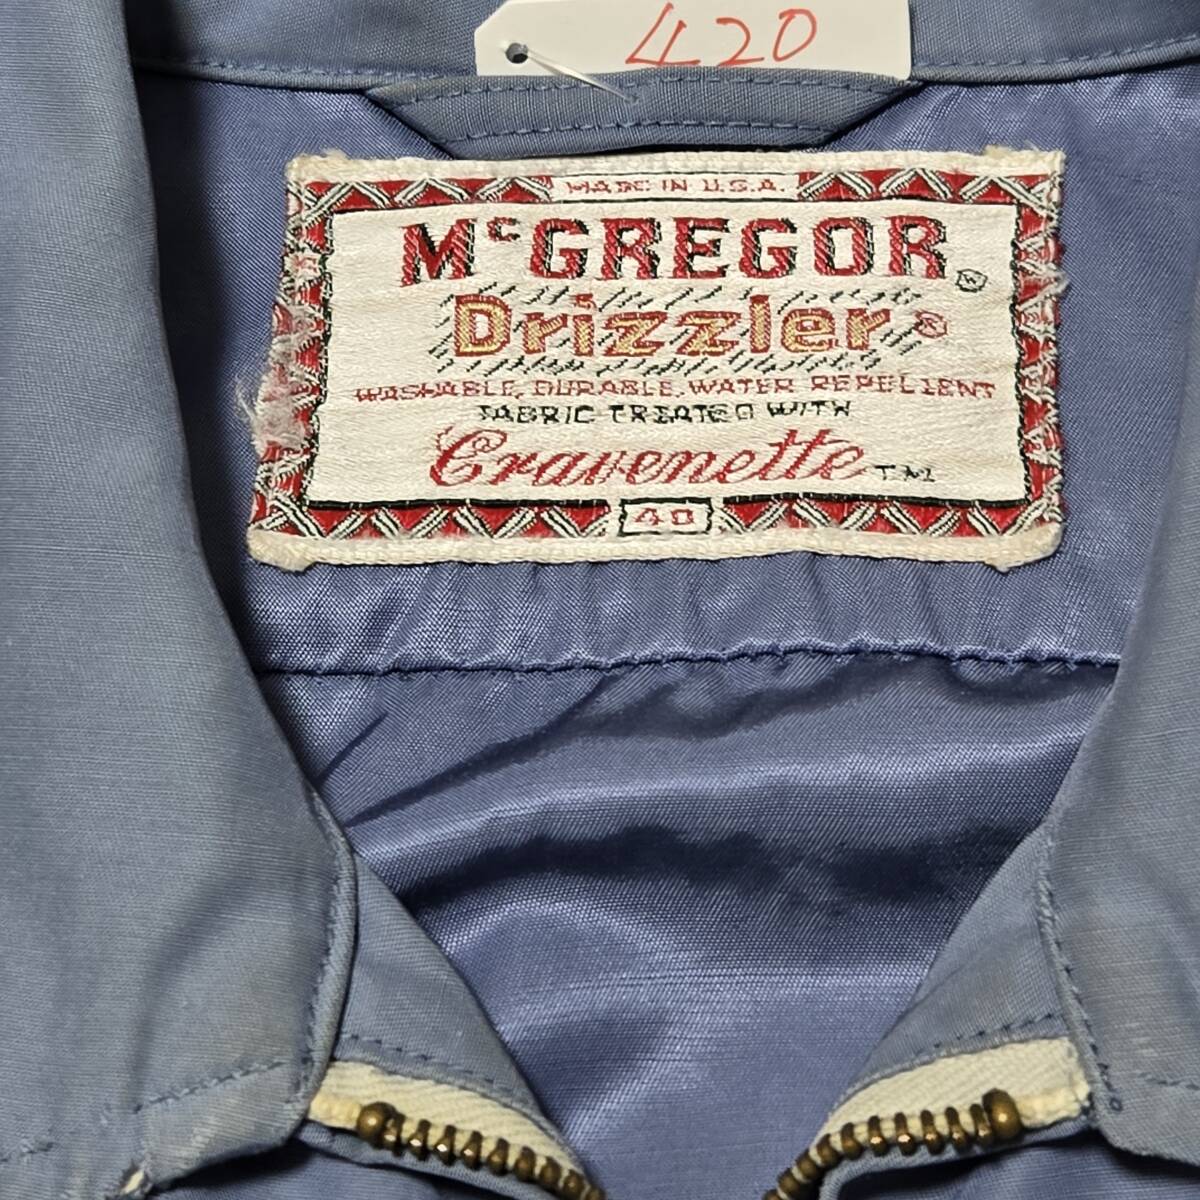 420
MADE IN U.S.A.
McGREGOR ®
Drizzler ®
WASHABLE, DURABLE, WATER REPELLENT
FABRIC TREATED WITH
Cravenette TM
40